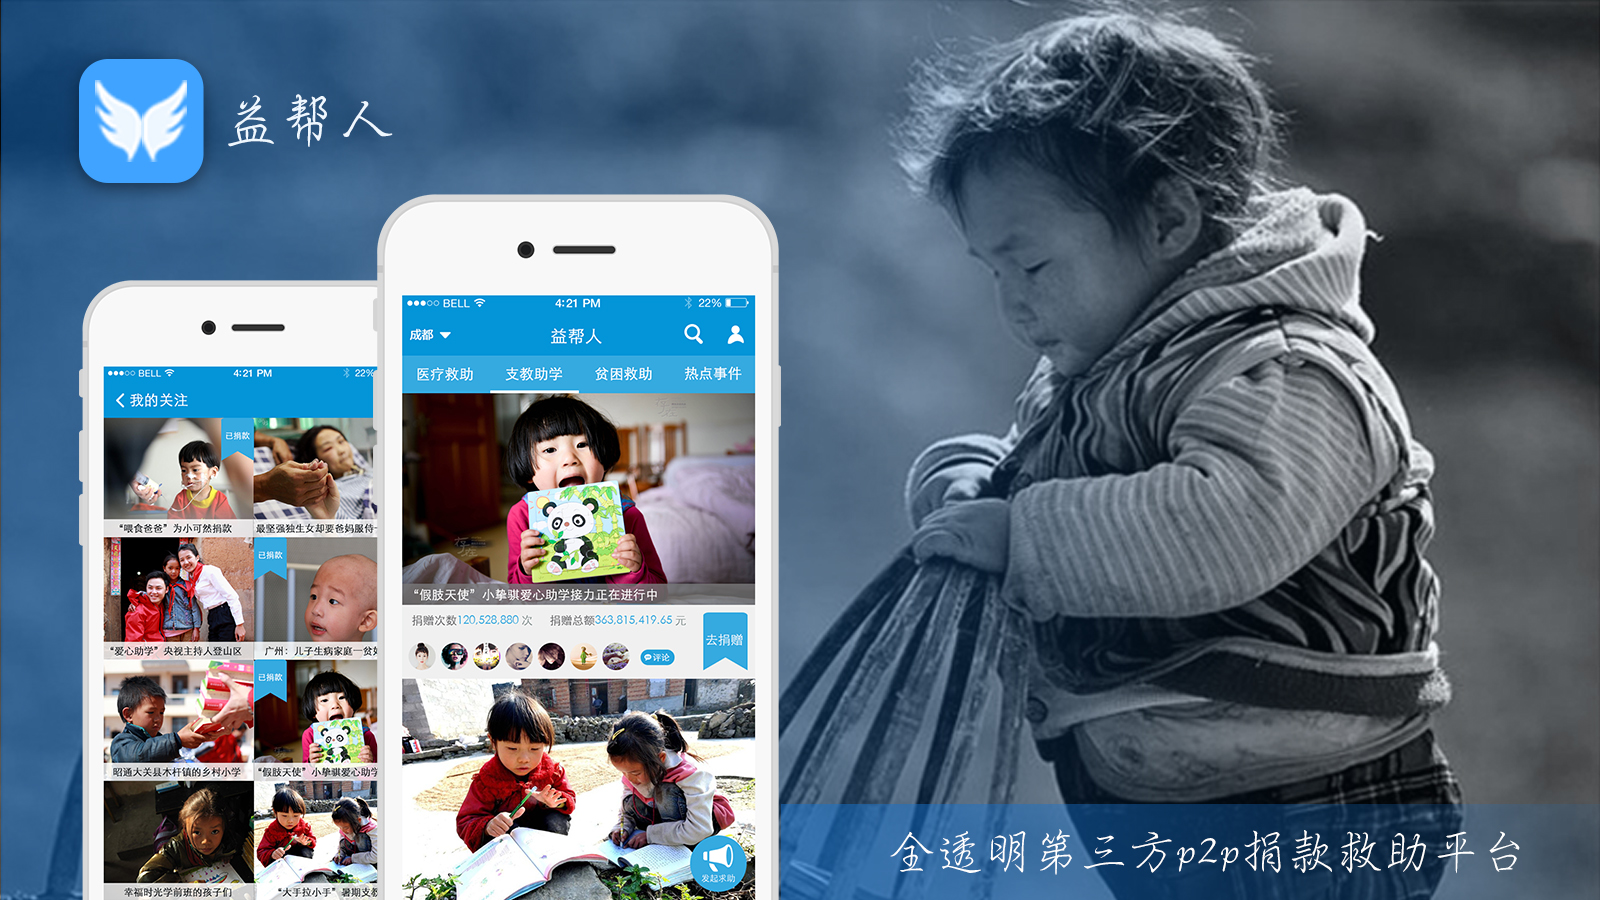 益帮人
BELL 4:21 PM 22%
我的关注
已捐款
“喂食爸爸”为小可然捐款
最坚强独生女却要爸妈服侍
已捐款
“爱心助学”央视主持人登山区
广州：儿子生病家庭一贫
已捐款
昭通大关县木杆镇的乡村小学
“假肢天使”小挚骐爱心助学
幸福时光学前班的孩子们
“大手拉小手”暑期支教
BELL 4:21 PM 22%
成都 益帮人
医疗救助 支教助学 贫困救助 热点事件
“假肢天使”小挚骐爱心助学接力正在进行中
捐赠次数120,528,880 次 捐赠总额363,815,419.65 元
去捐赠
评论
发起求助
全透明第三方p2p捐款救助平台